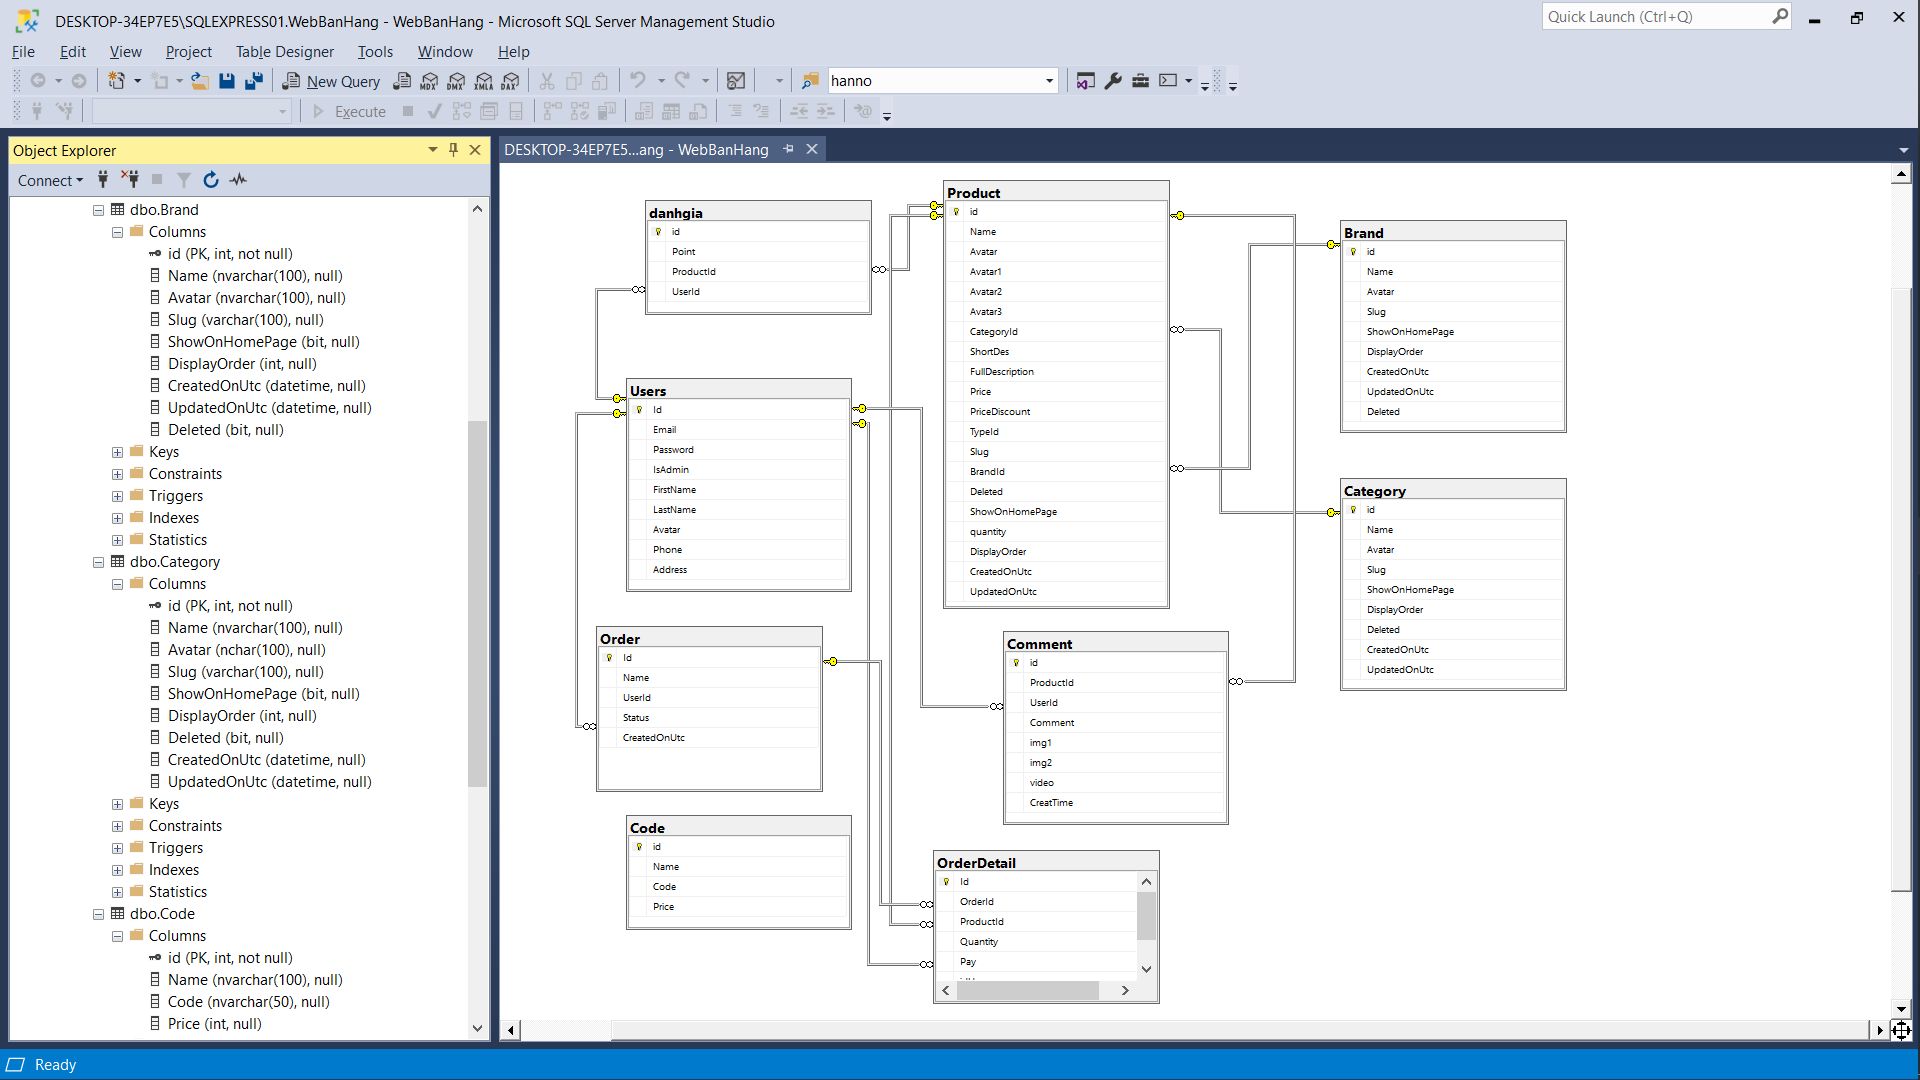 DESKTOP-34EP7E5\SQLEXPRESS01.WebBanHang - WebBanHang - Microsoft SQL Server Management Studio
Quick Launch (Ctrl+Q)
File Edit View Project Table Designer Tools Window Help
New Query MDX DMX XMLA DAX hanno
Execute
Object Explorer
Connect
dbo.Brand
Columns
id (PK, int, not null)
Name (nvarchar(100), null)
Avatar (nvarchar(100), null)
Slug (varchar(100), null)
ShowOnHomePage (bit, null)
DisplayOrder (int, null)
CreatedOnUtc (datetime, null)
UpdatedOnUtc (datetime, null)
Deleted (bit, null)
Keys
Constraints
Triggers
Indexes
Statistics
dbo.Category
Columns
id (PK, int, not null)
Name (nvarchar(100), null)
Avatar (nchar(100), null)
Slug (varchar(100), null)
ShowOnHomePage (bit, null)
DisplayOrder (int, null)
Deleted (bit, null)
CreatedOnUtc (datetime, null)
UpdatedOnUtc (datetime, null)
Keys
Constraints
Triggers
Indexes
Statistics
dbo.Code
Columns
id (PK, int, not null)
Name (nvarchar(100), null)
Code (nvarchar(50), null)
Price (int, null)
DESKTOP-34EP7E5...ang - WebBanHang
danhgia
id
Point
ProductId
UserId
Users
Id
Email
Password
IsAdmin
FirstName
LastName
Avatar
Phone
Address
Order
Id
Name
UserId
Status
CreatedOnUtc
Code
id
Name
Code
Price
Product
id
Name
Avatar
Avatar1
Avatar2
Avatar3
CategoryId
ShortDes
FullDescription
Price
PriceDiscount
TypeId
Slug
BrandId
Deleted
ShowOnHomePage
quantity
DisplayOrder
CreatedOnUtc
UpdatedOnUtc
Comment
id
ProductId
UserId
Comment
img1
img2
video
CreatTime
OrderDetail
Id
OrderId
ProductId
Quantity
Pay
Brand
id
Name
Avatar
Slug
ShowOnHomePage
DisplayOrder
CreatedOnUtc
UpdatedOnUtc
Deleted
Category
id
Name
Avatar
Slug
ShowOnHomePage
DisplayOrder
Deleted
CreatedOnUtc
UpdatedOnUtc
Ready